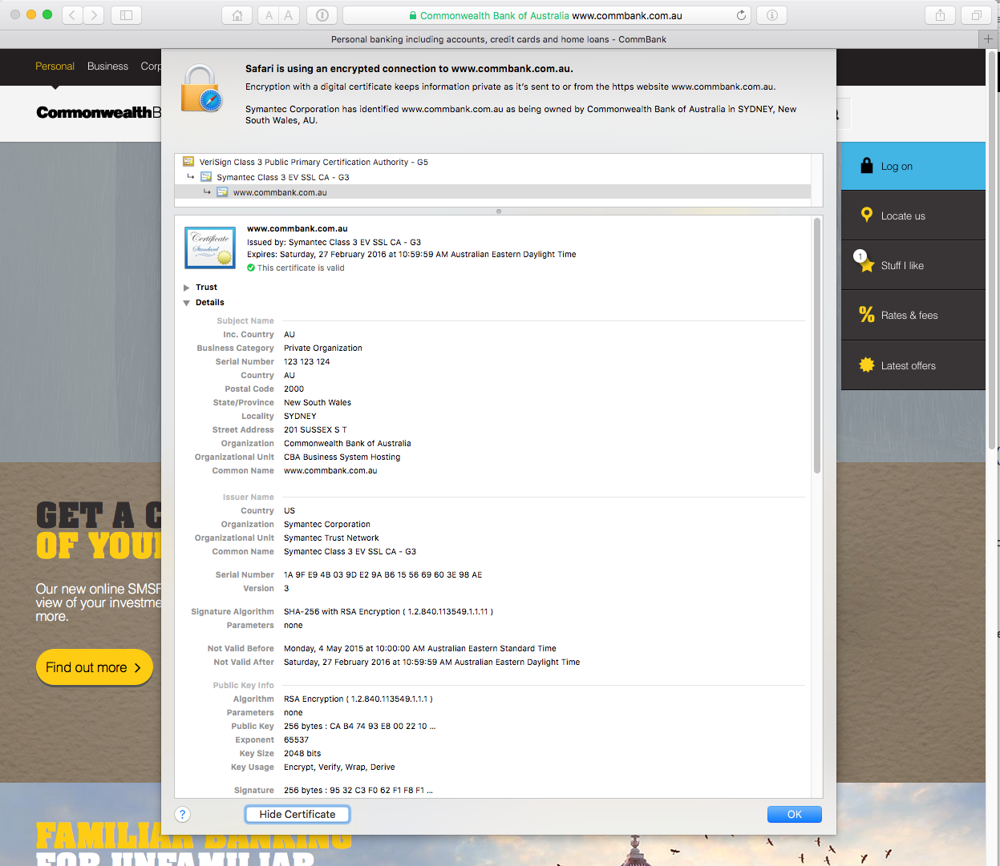 Commonwealth Bank of Australia www.commbank.com.au
Personal banking including accounts, credit cards and home loans - CommBank
Personal Business Corp
CommonwealthB
Safari is using an encrypted connection to www.commbank.com.au.
Encryption with a digital certificate keeps information private as it's sent to or from the https website www.commbank.com.au.
Symantec Corporation has identified www.commbank.com.au as being owned by Commonwealth Bank of Australia in SYDNEY, New
South Wales, AU.
VeriSign Class 3 Public Primary Certification Authority - G5
Symantec Class 3 EV SSL CA - G3
www.commbank.com.au
Certificate
Standard
www.commbank.com.au
Issued by: Symantec Class 3 EV SSL CA - G3
Expires: Saturday, 27 February 2016 at 10:59:59 AM Australian Eastern Daylight Time
This certificate is valid
Trust
Details
Subject Name
Inc. Country AU
Business Category Private Organization
Serial Number 123 123 124
Country AU
Postal Code 2000
State/Province New South Wales
Locality SYDNEY
Street Address 201 SUSSEX S T
Organization Commonwealth Bank of Australia
Organizational Unit CBA Business System Hosting
Common Name www.commbank.com.au
Issuer Name
Country US
Organization Symantec Corporation
Organizational Unit Symantec Trust Network
Common Name Symantec Class 3 EV SSL CA - G3
Serial Number 1A 9F E9 4B 03 9D E2 9A B6 15 56 69 60 3E 98 AE
Version 3
Signature Algorithm SHA-256 with RSA Encryption ( 1.2.840.113549.1.1.11 )
Parameters none
Not Valid Before Monday, 4 May 2015 at 10:00:00 AM Australian Eastern Standard Time
Not Valid After Saturday, 27 February 2016 at 10:59:59 AM Australian Eastern Daylight Time
Public Key Info
Algorithm RSA Encryption ( 1.2.840.113549.1.1.1 )
Parameters none
Public Key 256 bytes : CA B4 74 93 E8 00 22 10 ...
Exponent 65537
Key Size 2048 bits
Key Usage Encrypt, Verify, Wrap, Derive
Signature 256 bytes : 95 32 C3 F0 62 F1 F8 F1 ...
? Hide Certificate OK
Log on
Locate us
1
Stuff I like
% Rates & fees
Latest offers
GET A C
OF YOU
Our new online SMSF
view of your investme
more.
Find out more
FAMILIAR BANKING
FOR UNFAMILIAR